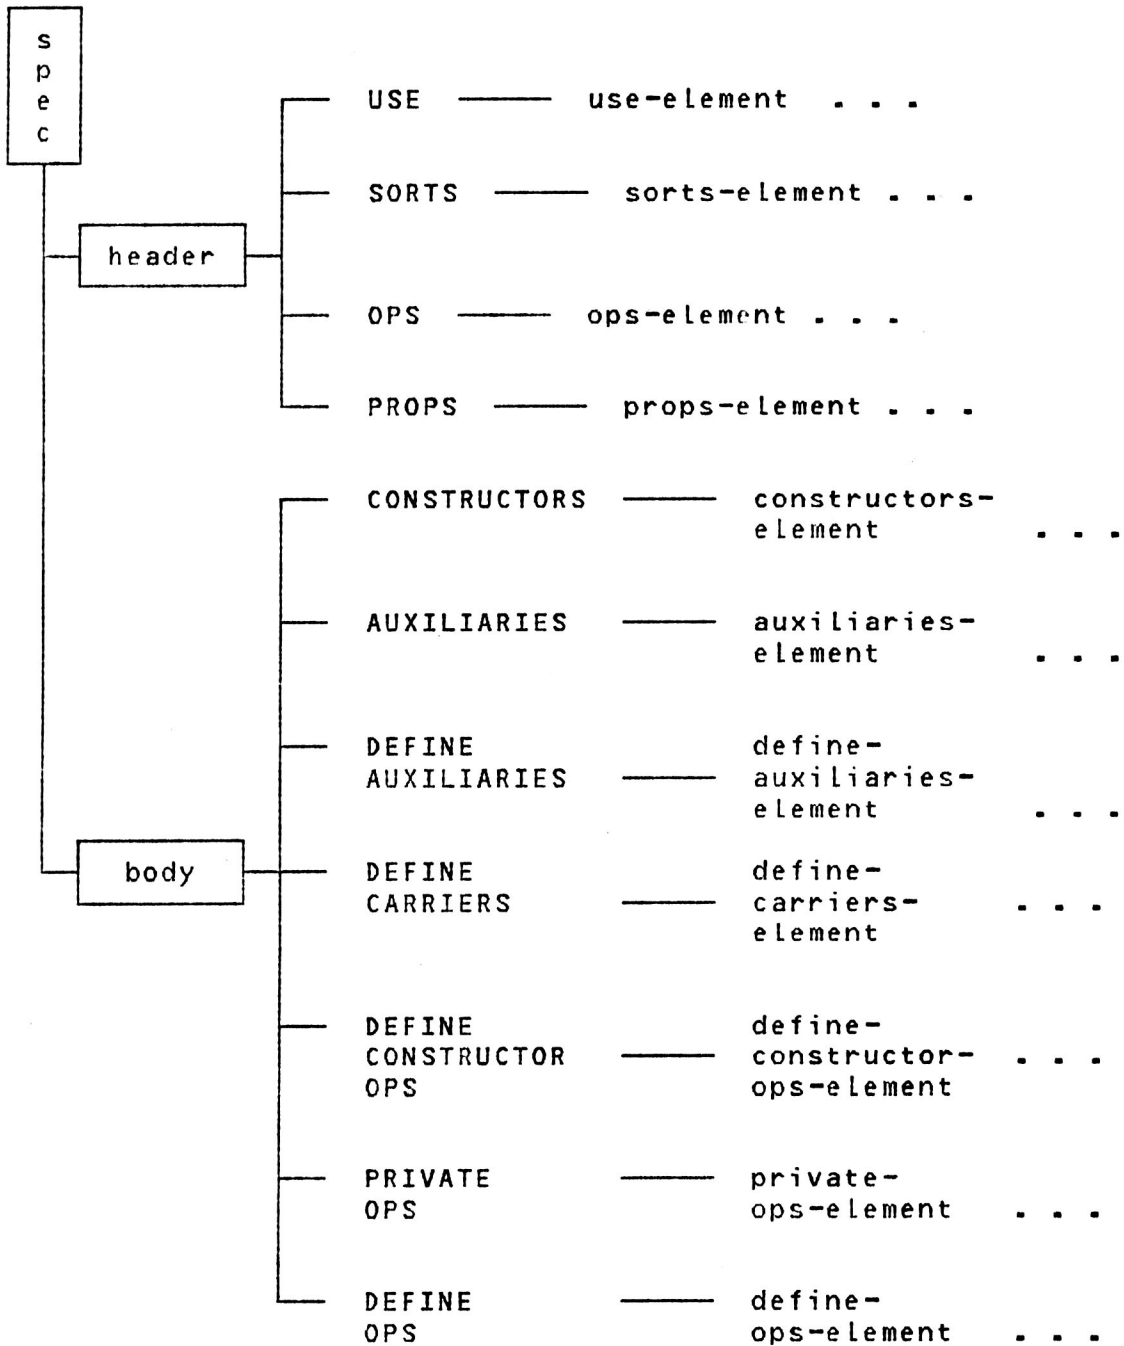 spec
USE use-element . . .
SORTS sorts-element . . .
header
OPS ops-element . . .
PROPS props-element . . .
CONSTRUCTORS constructors-
element . . .
AUXILIARIES auxiliaries-
element . . .
DEFINE define-
AUXILIARIES auxiliaries-
element . . .
body
DEFINE define-
CARRIERS carriers- . . .
element
DEFINE define-
CONSTRUCTOR constructor- . . .
OPS ops-element
PRIVATE private-
OPS ops-element . . .
DEFINE define-
OPS ops-element . . .